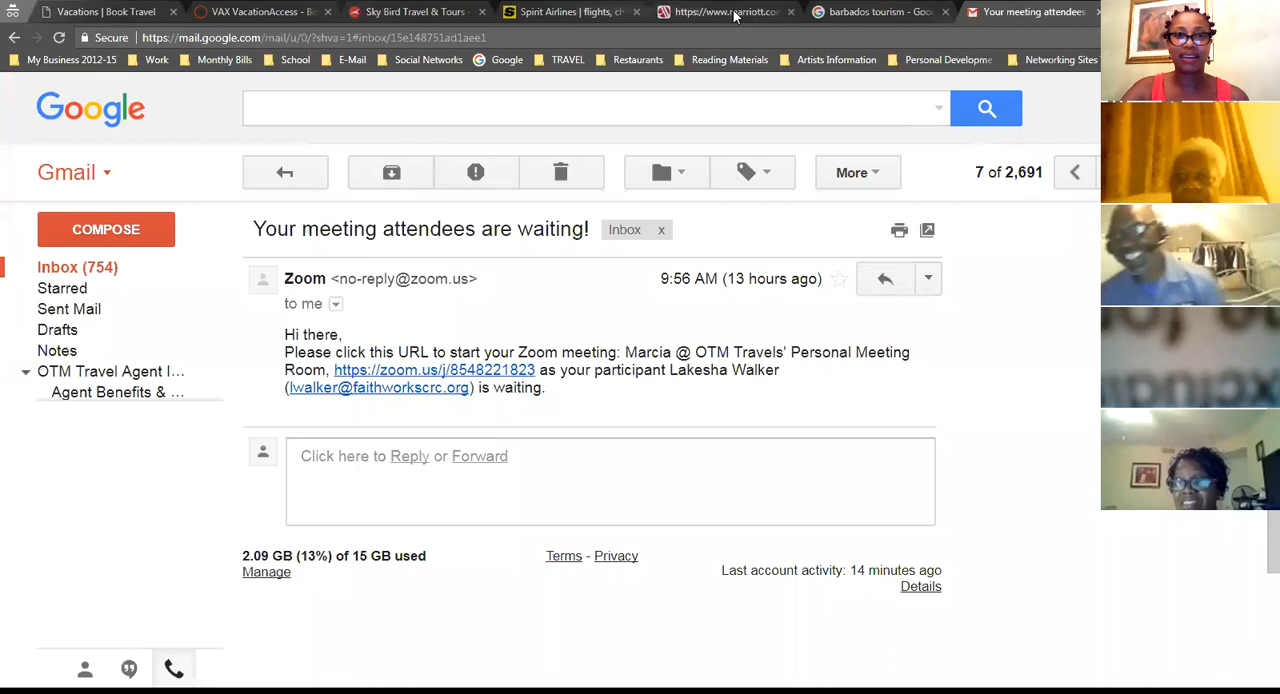 Vacations | Book Travel
VAX VacationAccess - Bo
Sky Bird Travel & Tours -
Spirit Airlines | flights, ch
https://www.marriott.con
barbados tourism - Goo
Your meeting attendees
Secure
https://mail.google.com/mail/u/0/?shva=1#inbox/15e148751ad1aee1
My Business 2012-15
Work
Monthly Bills
School
E-Mail
Social Networks
Google
TRAVEL
Restaurants
Reading Materials
Artists Information
Personal Developme
Networking Sites
Google
Gmail
More
7 of 2,691
COMPOSE
Your meeting attendees are waiting!
Inbox x
Inbox (754)
Starred
Sent Mail
Drafts
Notes
OTM Travel Agent I...
Agent Benefits & ...
Zoom <no-reply@zoom.us>
9:56 AM (13 hours ago)
to me
Hi there,
Please click this URL to start your Zoom meeting: Marcia @ OTM Travels' Personal Meeting
Room, https://zoom.us/j/8548221823 as your participant Lakesha Walker
(lwalker@faithworkscrc.org) is waiting.
Click here to Reply or Forward
2.09 GB (13%) of 15 GB used
Manage
Terms - Privacy
Last account activity: 14 minutes ago
Details